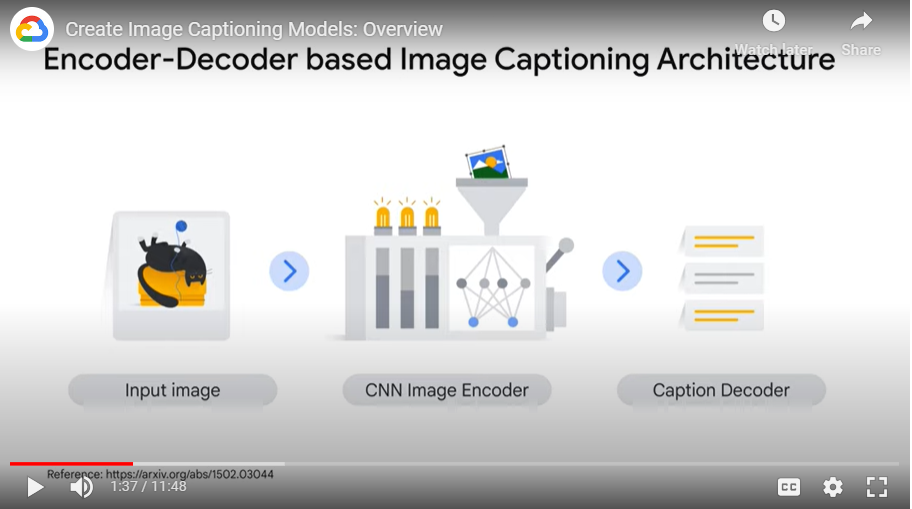 Create Image Captioning Models: Overview
Watch later
Share
Encoder-Decoder based Image Captioning Architecture
Input image
CNN Image Encoder
Caption Decoder
Reference: https://arxiv.org/abs/1502.03044
1:37 / 11:48
CC